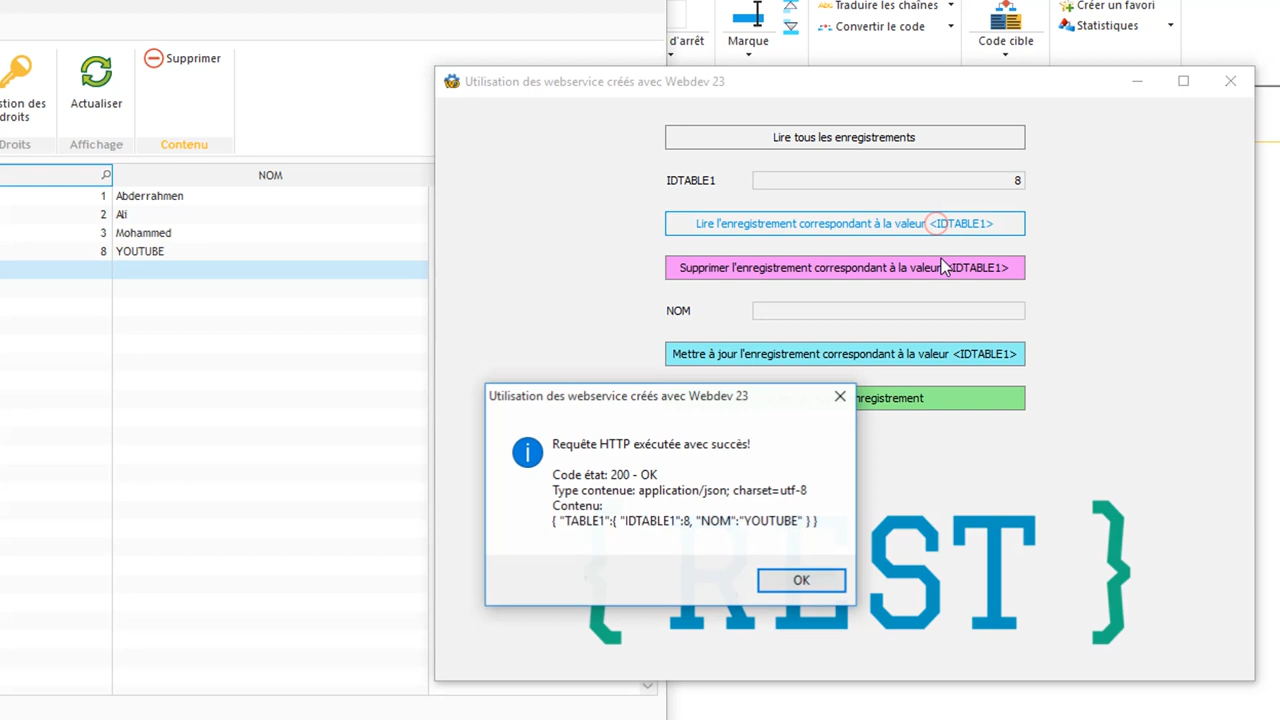 Traduire les chaînes
Créer un favori
Convertir le code
Statistiques
d'arrêt
Marque
Code cible
Supprimer
stion des
droits
Actualiser
Droits
Affichage
Contenu
NOM
1 Abderrahmen
2 Ali
3 Mohammed
8 YOUTUBE
Utilisation des webservice créés avec Webdev 23
Lire tous les enregistrements
IDTABLE1 8
Lire l'enregistrement correspondant à la valeur <IDTABLE1>
Supprimer l'enregistrement correspondant à la valeur <IDTABLE1>
NOM
Mettre à jour l'enregistrement correspondant à la valeur <IDTABLE1>
enregistrement
Utilisation des webservice créés avec Webdev 23
Requête HTTP exécutée avec succès!
Code état: 200 - OK
Type contenue: application/json; charset=utf-8
Contenu:
{ "TABLE1":{ "IDTABLE1":8, "NOM":"YOUTUBE" } }
OK
{ REST }